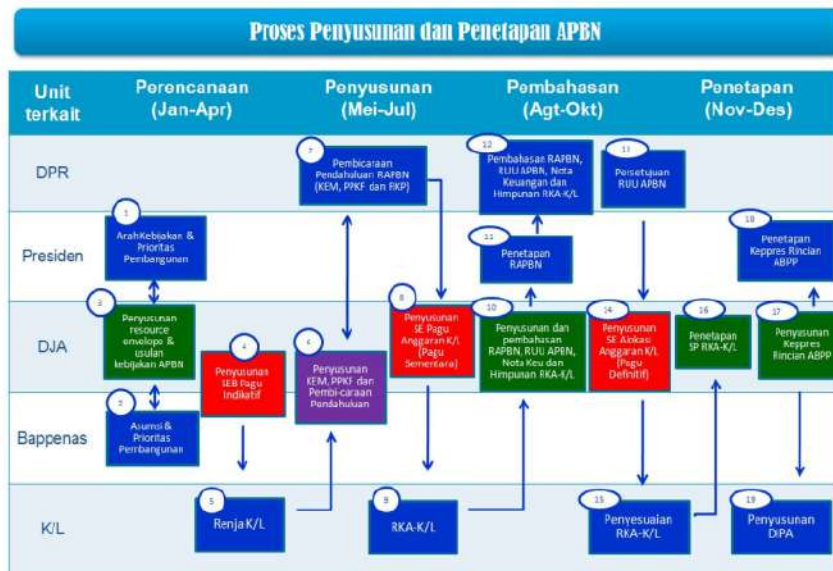 Proses Penyusunan dan Penetapan APBN
Unit
terkait
Perencanaan
(Jan-Apr)
Penyusunan
(Mei-Jul)
Pembahasan
(Agt-Okt)
Penetapan
(Nov-Des)
DPR
7
Pembicaraan
Pendahuluan RAPBN
(KEM, PPKF dan RKP)
12
Pembahasan RAPBN,
RUU APBN, Nota
Keuangan dan
Himpunan RKA-K/L
Persetujuan
RUU APBN
Presiden
1
Arah Kebijakan &
Prioritas
Pembangunan
11
Penetapan
RAPBN
18
Penetapan
Keppres Rincian
ABPP
DJA
Penyusunan
resource
envelope &
usulan
kebijakan APBN
4
Penyusunan
SEB Pagu
Indikatif
6
Penyusunan
KEM, PPKF dan
Pembi-caraan
Pendahuluan
8
Penyusunan
SE Pagu
Anggaran K/L
(Pagu
Sementara)
10
Penyusunan dan
pembahasan
RAPBN, RUU APBN,
Nota Keu dan
Himpunan RKA-K/L
14
Penyusunan
SE Alokasi
Anggaran K/L
(Pagu
Definitif)
16
Penetapan
SP RKA-K/L
17
Penyusunan
Keppres
Rincian ABPP
Bappenas
Asumsi &
Prioritas
Pembangunan
K/L
5
Renja K/L
9
RKA-K/L
15
Penyesuaian
RKA-K/L
19
Penyusunan
DIPA